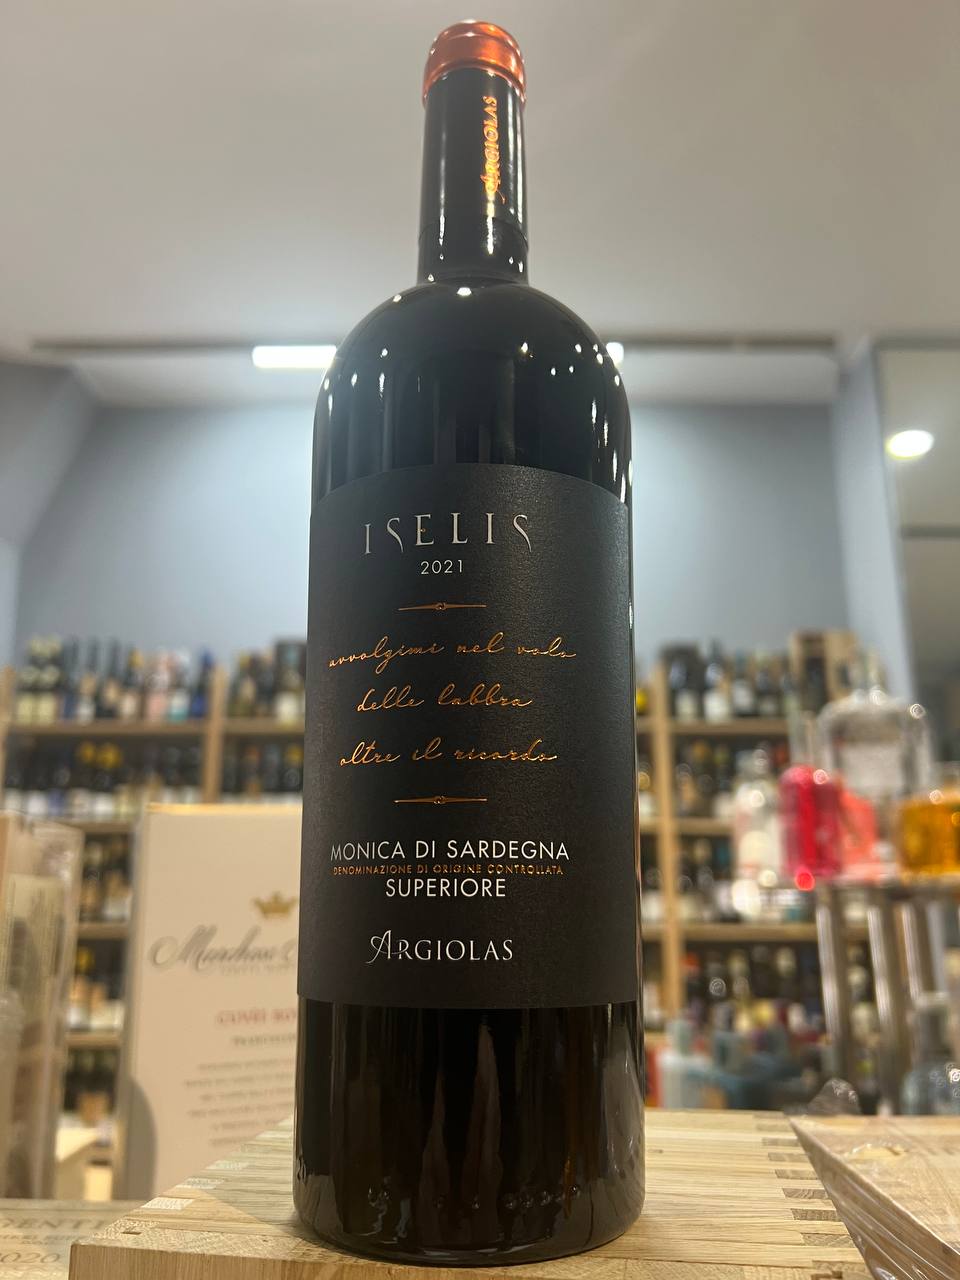 ARGIOLAS
ISELIS
2021
avvolgimi nel volo
delle labbra
oltre il ricordo
MONICA DI SARDEGNA
DENOMINAZIONE DI ORIGINE CONTROLLATA
SUPERIORE
ARGIOLAS